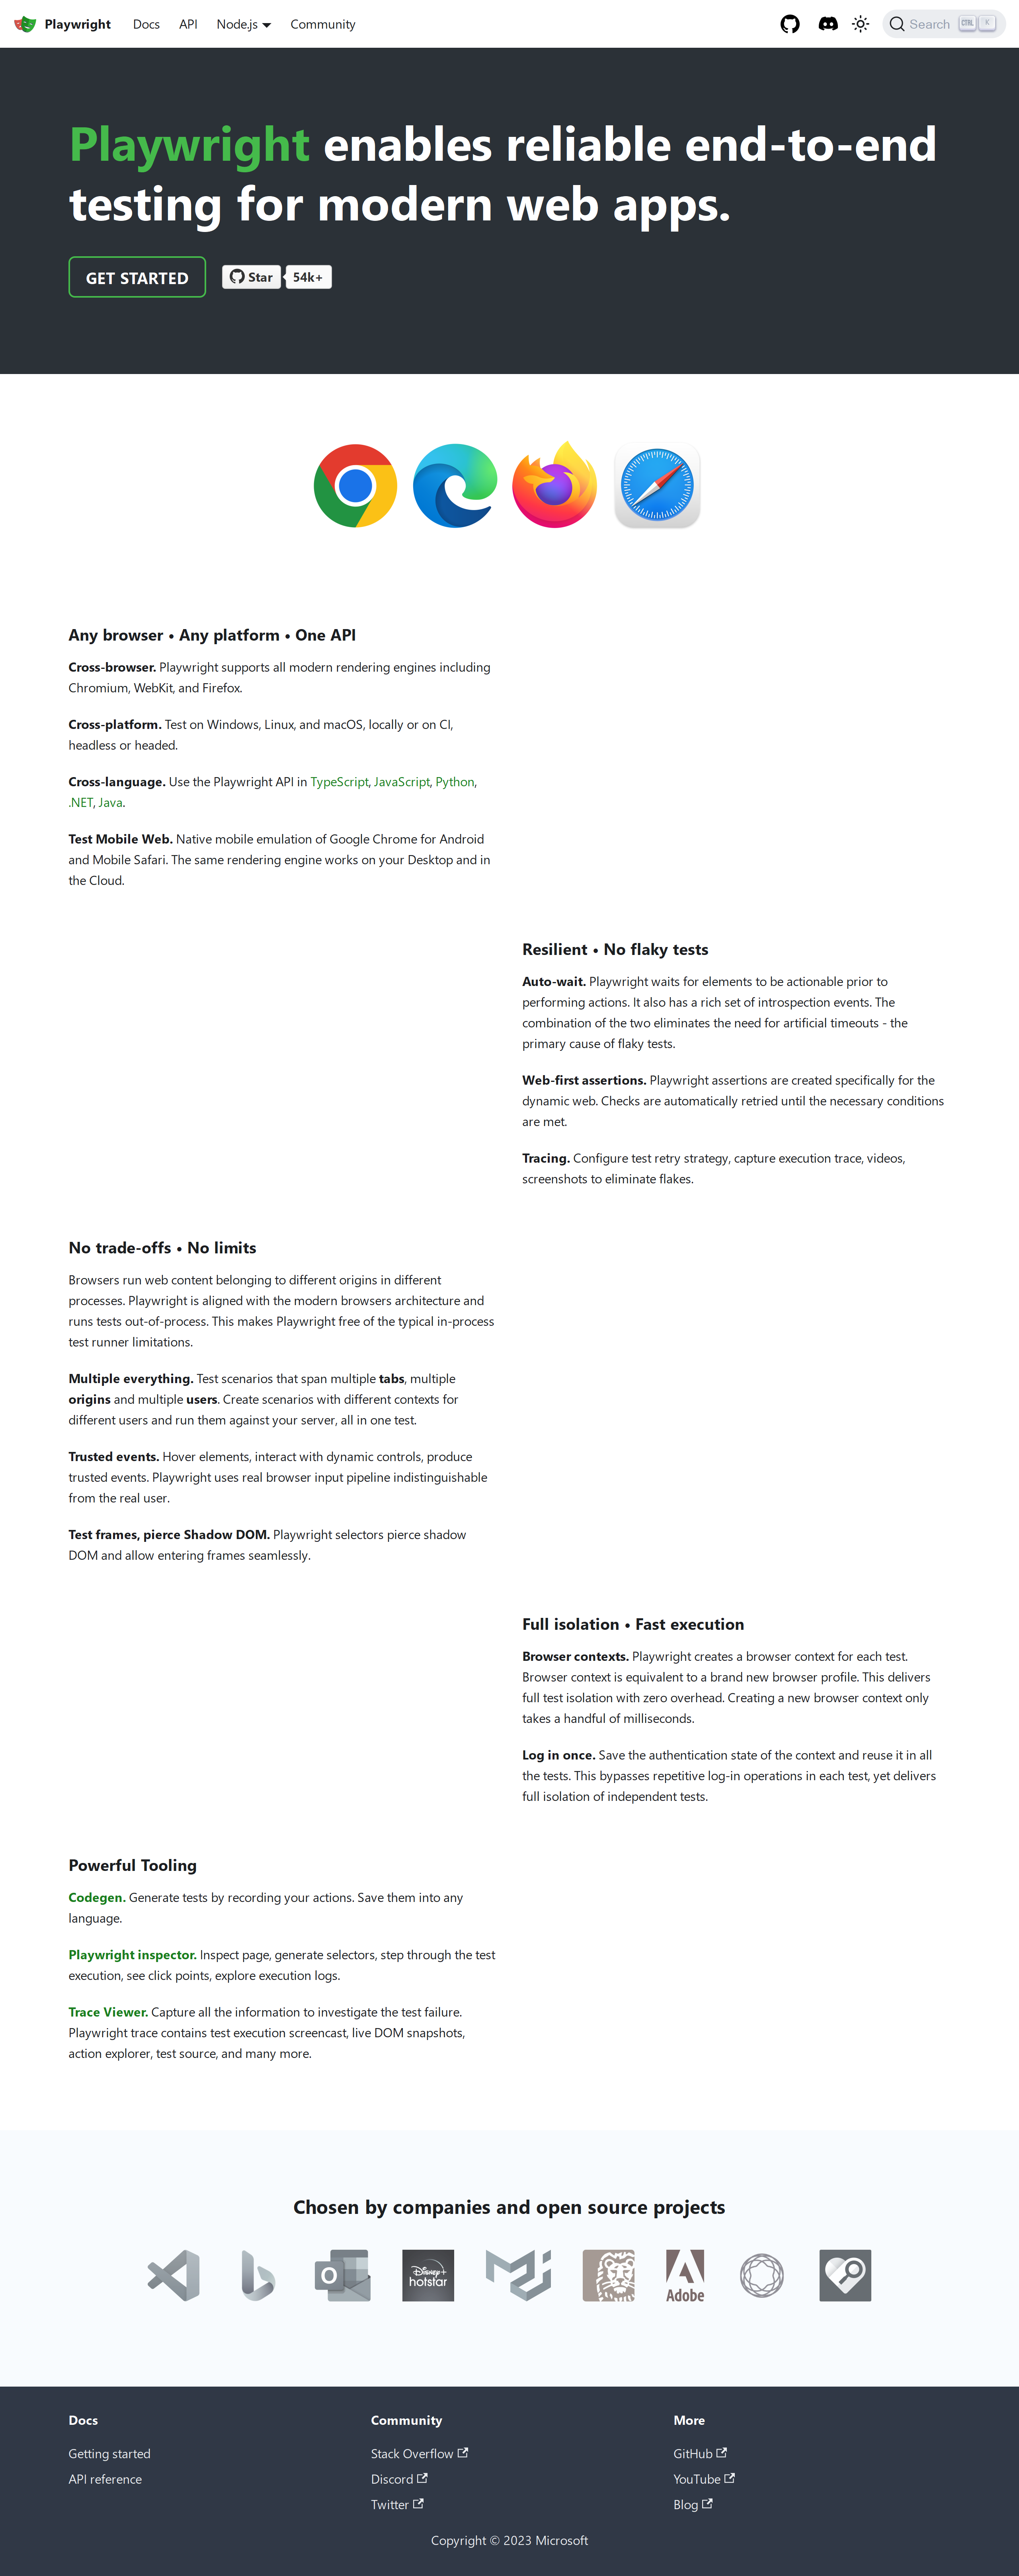 Playwright Docs API Node.js Community Search CTRL K
Playwright enables reliable end-to-end
testing for modern web apps.
GET STARTED Star 54k+
Any browser • Any platform • One API
Cross-browser. Playwright supports all modern rendering engines including
Chromium, WebKit, and Firefox.
Cross-platform. Test on Windows, Linux, and macOS, locally or on CI,
headless or headed.
Cross-language. Use the Playwright API in TypeScript, JavaScript, Python,
.NET, Java.
Test Mobile Web. Native mobile emulation of Google Chrome for Android
and Mobile Safari. The same rendering engine works on your Desktop and in
the Cloud.
Resilient • No flaky tests
Auto-wait. Playwright waits for elements to be actionable prior to
performing actions. It also has a rich set of introspection events. The
combination of the two eliminates the need for artificial timeouts - the
primary cause of flaky tests.
Web-first assertions. Playwright assertions are created specifically for the
dynamic web. Checks are automatically retried until the necessary conditions
are met.
Tracing. Configure test retry strategy, capture execution trace, videos,
screenshots to eliminate flakes.
No trade-offs • No limits
Browsers run web content belonging to different origins in different
processes. Playwright is aligned with the modern browsers architecture and
runs tests out-of-process. This makes Playwright free of the typical in-process
test runner limitations.
Multiple everything. Test scenarios that span multiple tabs, multiple
origins and multiple users. Create scenarios with different contexts for
different users and run them against your server, all in one test.
Trusted events. Hover elements, interact with dynamic controls, produce
trusted events. Playwright uses real browser input pipeline indistinguishable
from the real user.
Test frames, pierce Shadow DOM. Playwright selectors pierce shadow
DOM and allow entering frames seamlessly.
Full isolation • Fast execution
Browser contexts. Playwright creates a browser context for each test.
Browser context is equivalent to a brand new browser profile. This delivers
full test isolation with zero overhead. Creating a new browser context only
takes a handful of milliseconds.
Log in once. Save the authentication state of the context and reuse it in all
the tests. This bypasses repetitive log-in operations in each test, yet delivers
full isolation of independent tests.
Powerful Tooling
Codegen. Generate tests by recording your actions. Save them into any
language.
Playwright inspector. Inspect page, generate selectors, step through the test
execution, see click points, explore execution logs.
Trace Viewer. Capture all the information to investigate the test failure.
Playwright trace contains test execution screencast, live DOM snapshots,
action explorer, test source, and many more.
Chosen by companies and open source projects
O
Disney+
hotstar
Adobe
Docs
Getting started
API reference
Community
Stack Overflow
Discord
Twitter
More
GitHub
YouTube
Blog
Copyright © 2023 Microsoft